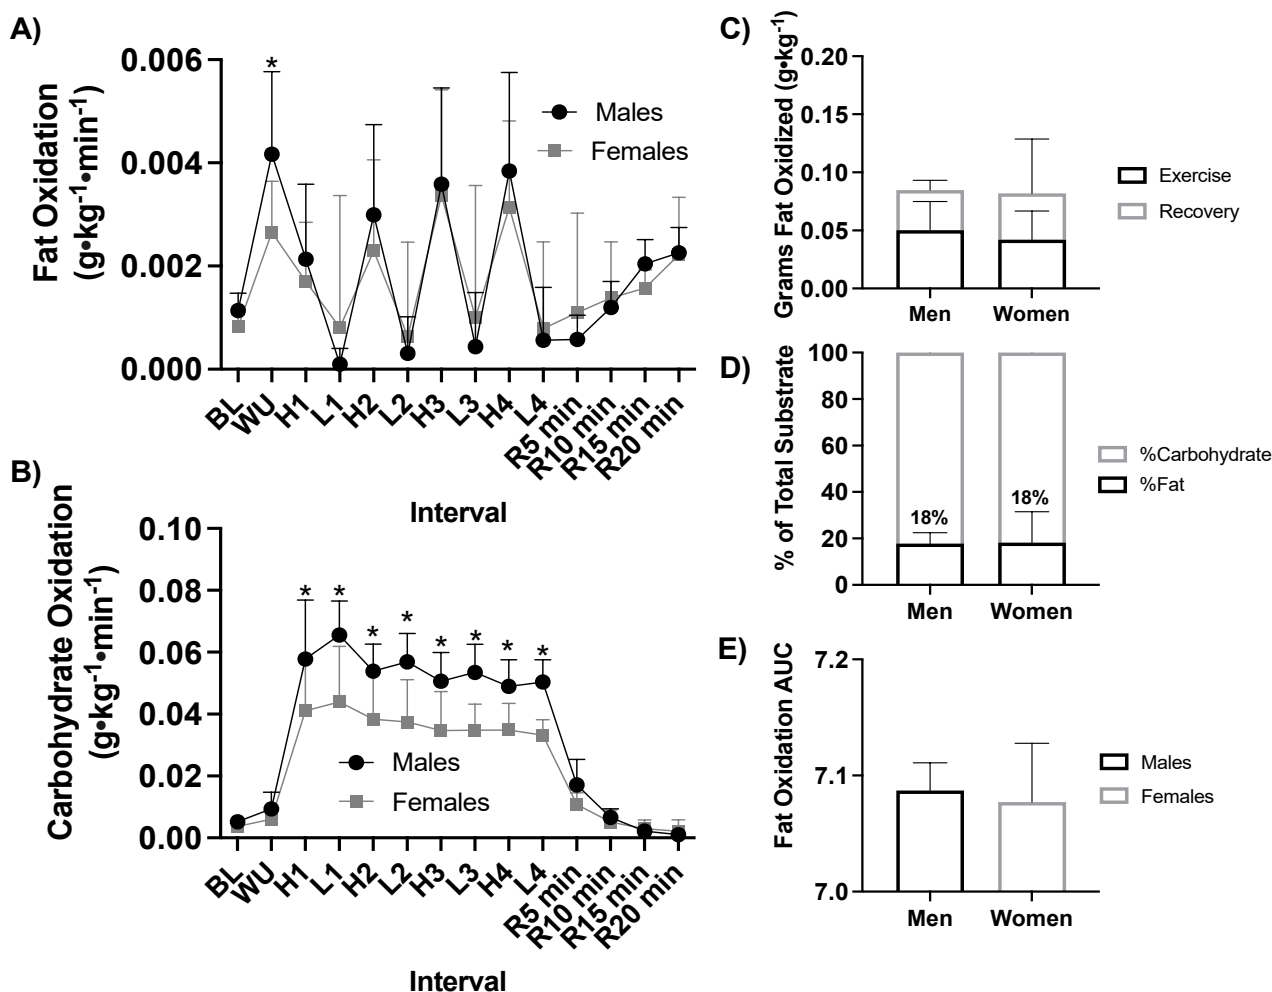 A)
Fat Oxidation
(g•kg⁻¹•min⁻¹)
0.006
0.004
0.002
0.000
*
Males
Females
BL
WU
H1
L1
H2
L2
H3
L3
H4
L4
R5 min
R10 min
R15 min
R20 min
Interval
B)
Carbohydrate Oxidation
(g•kg⁻¹•min⁻¹)
0.10
0.08
0.06
0.04
0.02
0.00
*
*
*
*
*
*
*
*
Males
Females
BL
WU
H1
L1
H2
L2
H3
L3
H4
L4
R5 min
R10 min
R15 min
R20 min
Interval
C)
Grams Fat Oxidized (g•kg⁻¹)
0.20
0.15
0.10
0.05
0.00
Men
Women
Exercise
Recovery
D)
% of Total Substrate
100
80
60
40
20
0
18%
18%
Men
Women
%Carbohydrate
%Fat
E)
Fat Oxidation AUC
7.2
7.1
7.0
Men
Women
Males
Females